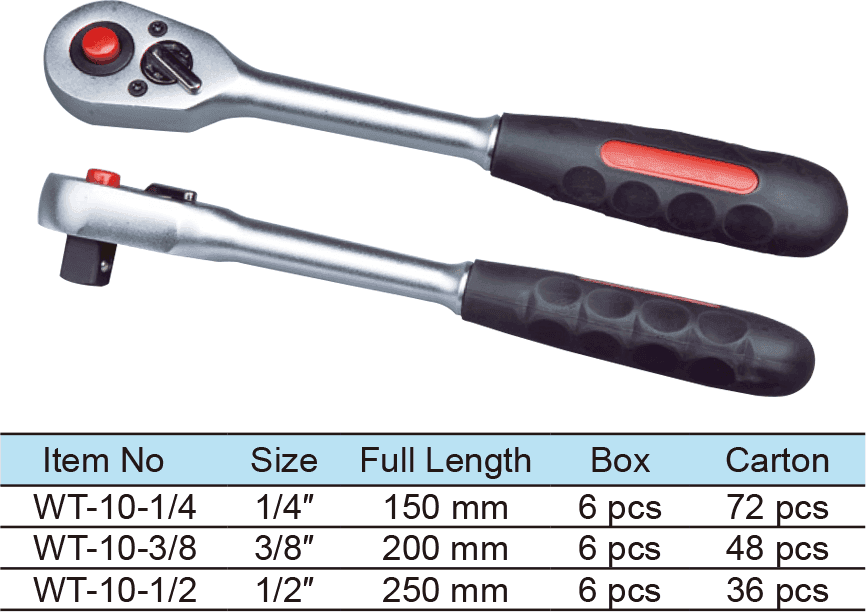 Item No Size Full Length Box Carton
WT-10-1/4 1/4″ 150 mm 6 pcs 72 pcs
WT-10-3/8 3/8″ 200 mm 6 pcs 48 pcs
WT-10-1/2 1/2″ 250 mm 6 pcs 36 pcs